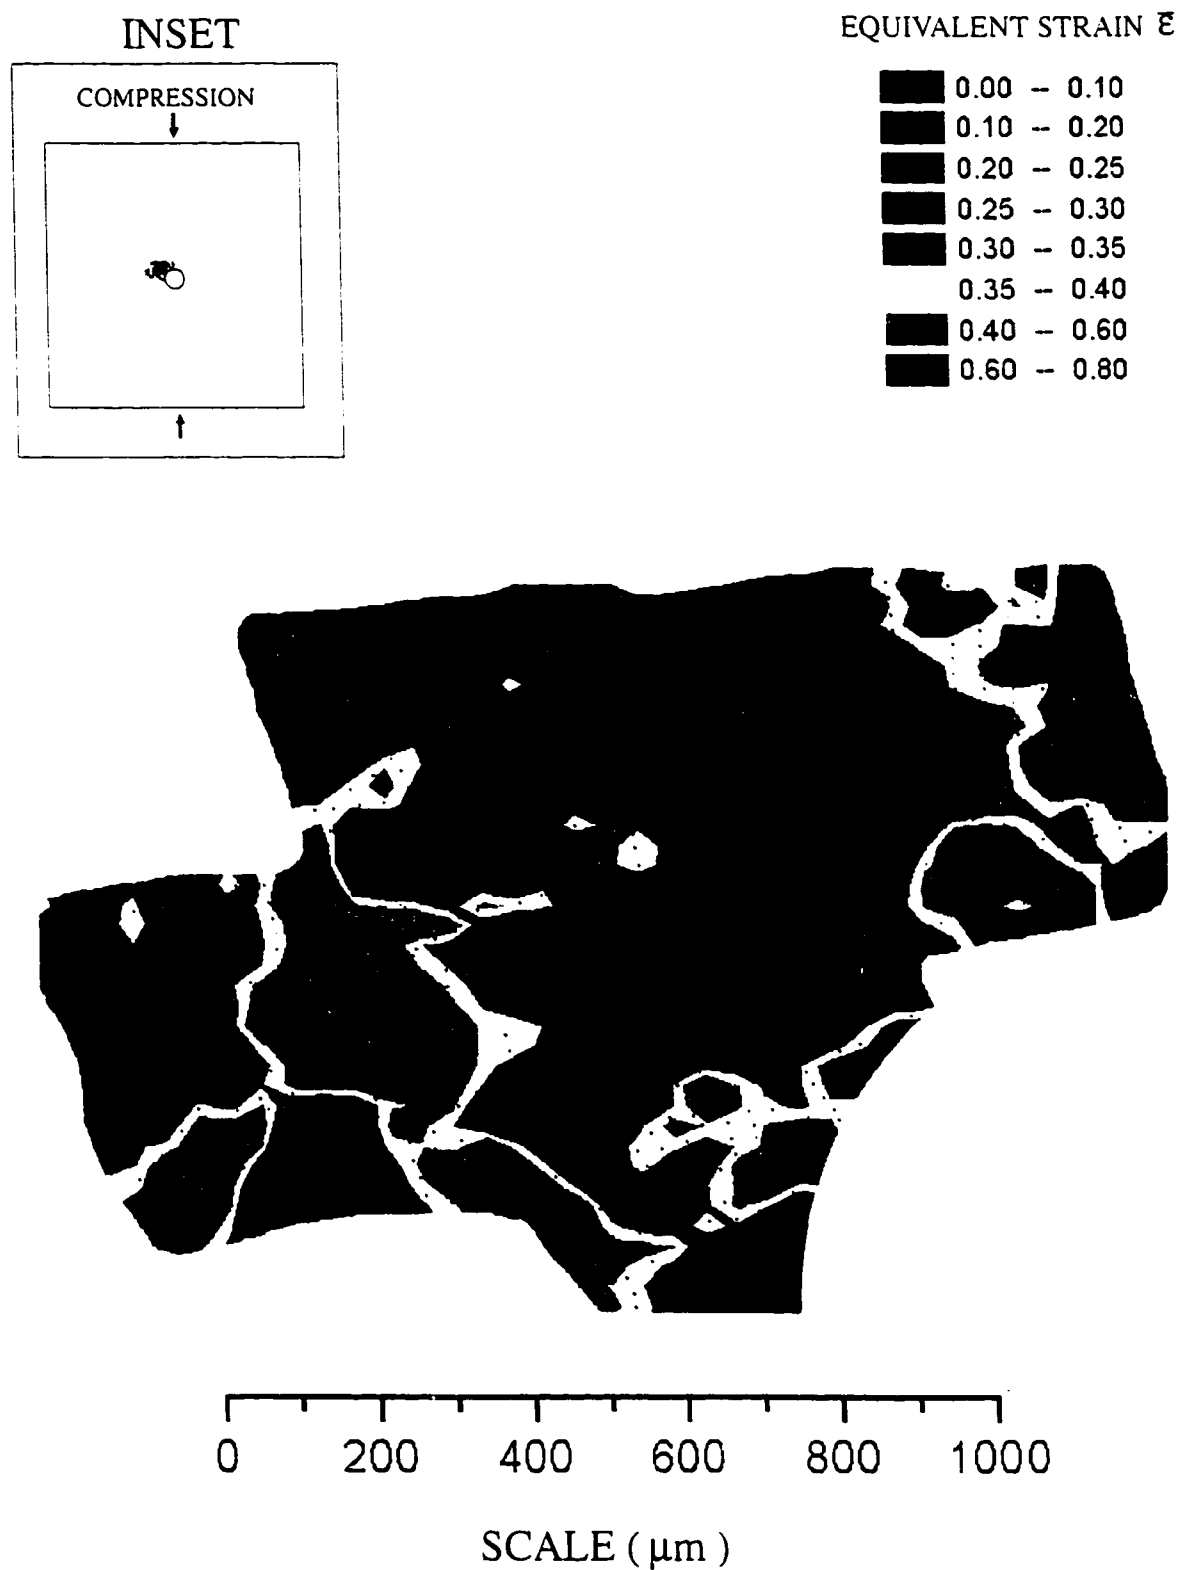 INSET
COMPRESSION
EQUIVALENT STRAIN ε̄
0.00 – 0.10
0.10 – 0.20
0.20 – 0.25
0.25 – 0.30
0.30 – 0.35
0.35 – 0.40
0.40 – 0.60
0.60 – 0.80
0 200 400 600 800 1000
SCALE ( μm )